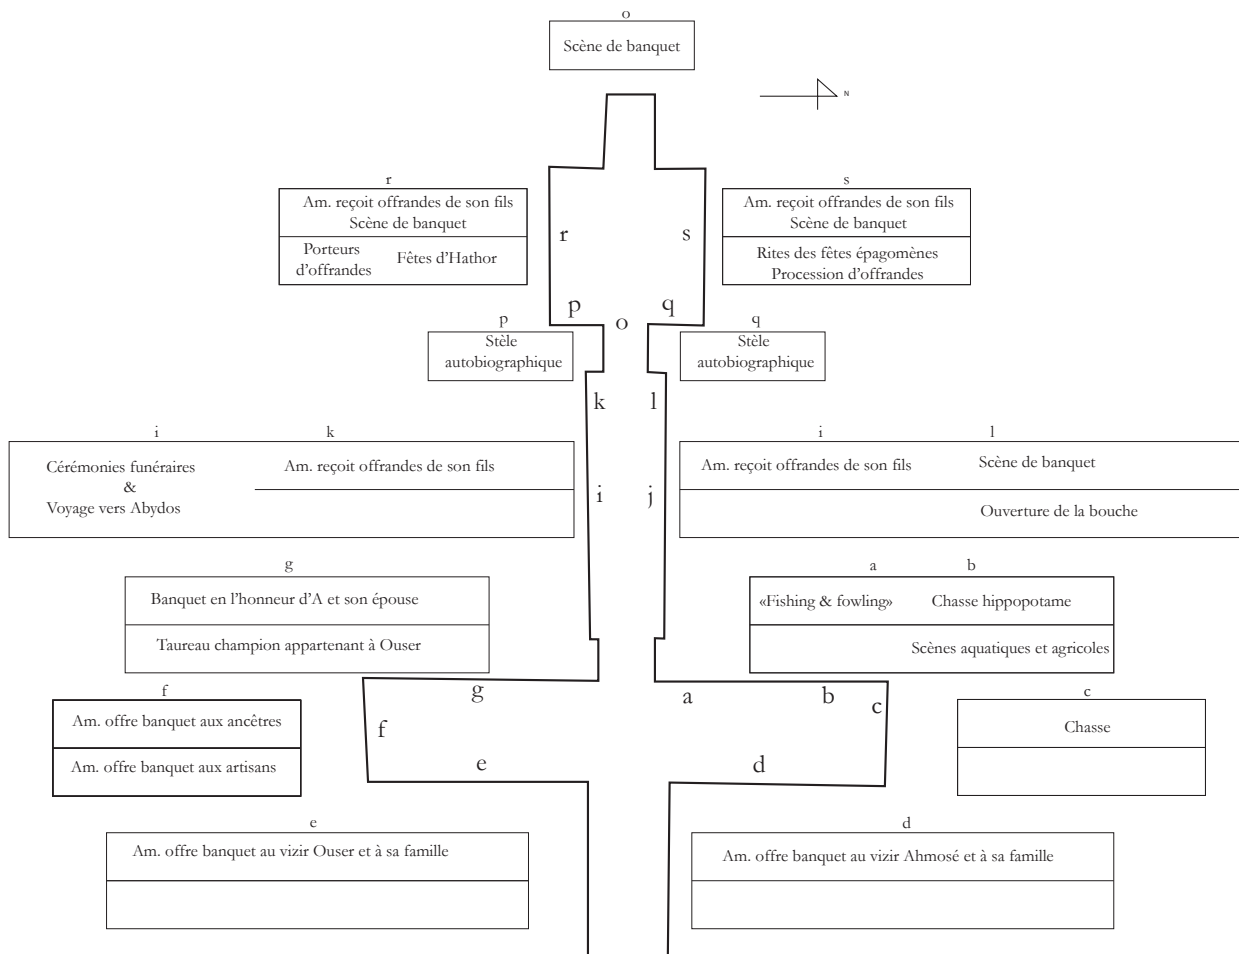 o
Scène de banquet
N
r
Am. reçoit offrandes de son fils
Scène de banquet
Porteurs
d'offrandes
Fêtes d'Hathor
s
Am. reçoit offrandes de son fils
Scène de banquet
Rites des fêtes épagomènes
Procession d'offrandes
r
s
p
o
q
p
Stèle
autobiographique
q
Stèle
autobiographique
k
l
i
k
Cérémonies funéraires
&
Voyage vers Abydos
Am. reçoit offrandes de son fils
i
l
Am. reçoit offrandes de son fils
Scène de banquet
Ouverture de la bouche
i
j
g
Banquet en l'honneur d'A et son épouse
Taureau champion appartenant à Ouser
a
b
«Fishing & fowling»
Chasse hippopotame
Scènes aquatiques et agricoles
g
a
b
c
f
e
d
f
Am. offre banquet aux ancêtres
Am. offre banquet aux artisans
c
Chasse
e
Am. offre banquet au vizir Ouser et à sa famille
d
Am. offre banquet au vizir Ahmosé et à sa famille